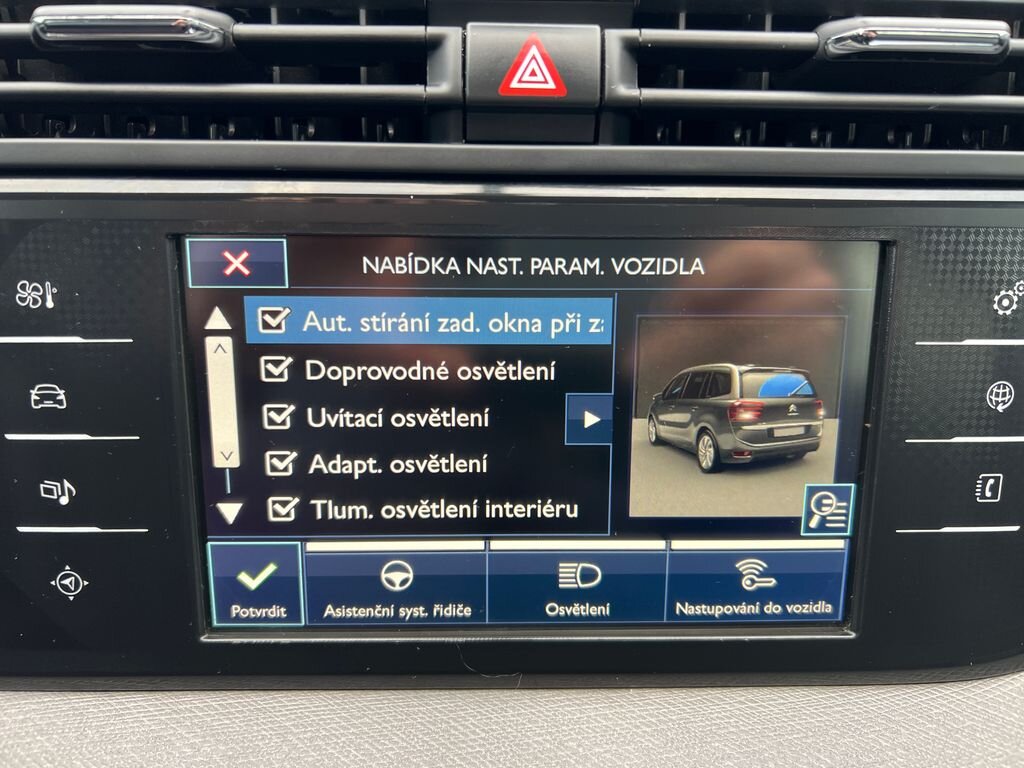 NABÍDKA NAST. PARAM. VOZIDLA
Aut. stírání zad. okna při
Doprovodné osvětlení
Uvítací osvětlení
Adapt. osvětlení
Tlum. osvětlení interiéru
Potvrdit
Asistenční syst. řidiče
Osvětlení
Nastupování do vozidla